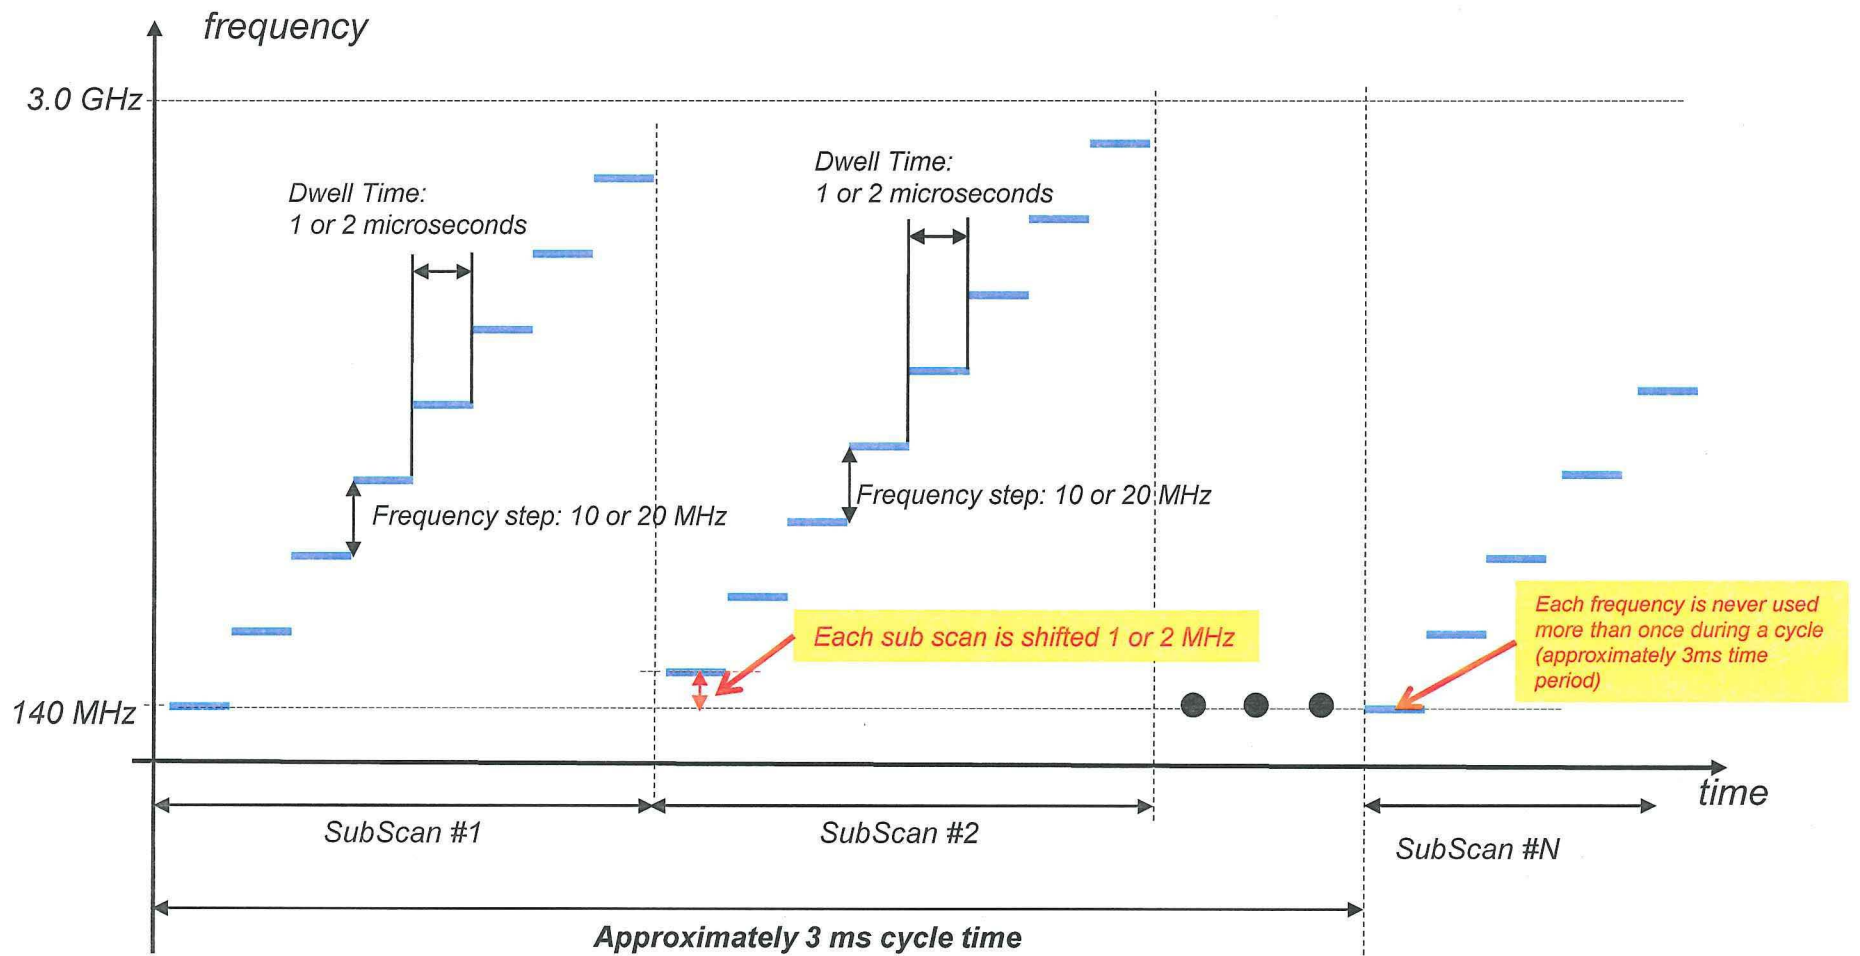 frequency
3.0 GHz
Dwell Time:
1 or 2 microseconds
Dwell Time:
1 or 2 microseconds
Frequency step: 10 or 20 MHz
Frequency step: 10 or 20 MHz
Each sub scan is shifted 1 or 2 MHz
Each frequency is never used
more than once during a cycle
(approximately 3ms time
period)
140 MHz
time
SubScan #1
SubScan #2
SubScan #N
Approximately 3 ms cycle time